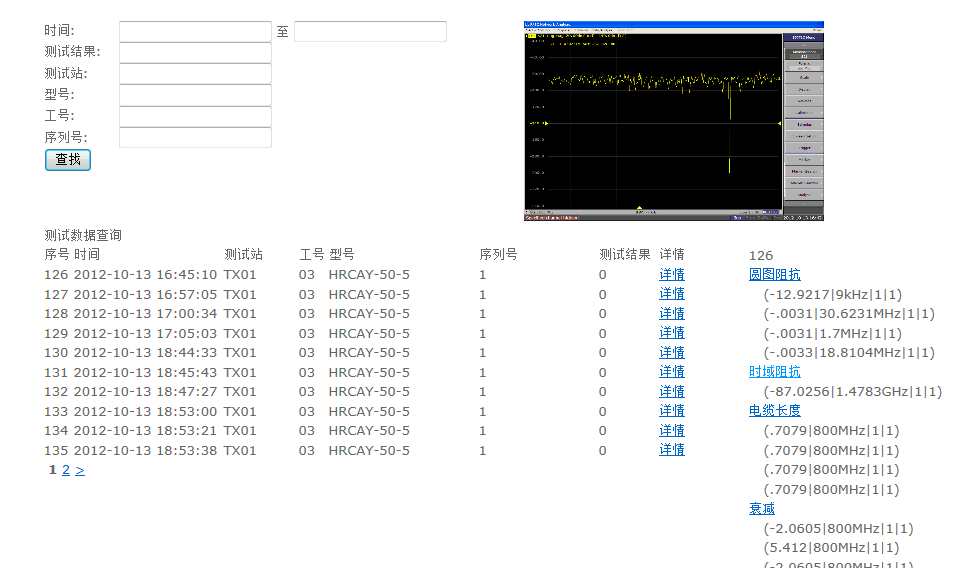 时间: 至
测试结果:
测试站:
型号:
工号:
序列号:
查找
测试数据查询
序号 时间 测试站 工号 型号 序列号 测试结果 详情
126 2012-10-13 16:45:10 TX01 03 HRCAY-50-5 1 0 详情
127 2012-10-13 16:57:05 TX01 03 HRCAY-50-5 1 0 详情
128 2012-10-13 17:00:34 TX01 03 HRCAY-50-5 1 0 详情
129 2012-10-13 17:05:03 TX01 03 HRCAY-50-5 1 0 详情
130 2012-10-13 18:44:33 TX01 03 HRCAY-50-5 1 0 详情
131 2012-10-13 18:45:43 TX01 03 HRCAY-50-5 1 0 详情
132 2012-10-13 18:47:27 TX01 03 HRCAY-50-5 1 0 详情
133 2012-10-13 18:53:00 TX01 03 HRCAY-50-5 1 0 详情
134 2012-10-13 18:53:21 TX01 03 HRCAY-50-5 1 0 详情
135 2012-10-13 18:53:38 TX01 03 HRCAY-50-5 1 0 详情
1 2 >
126
圆图阻抗
(-12.9217|9kHz|1|1)
(-.0031|30.6231MHz|1|1)
(-.0031|1.7MHz|1|1)
(-.0033|18.8104MHz|1|1)
时域阻抗
(-87.0256|1.4783GHz|1|1)
电缆长度
(.7079|800MHz|1|1)
(.7079|800MHz|1|1)
(.7079|800MHz|1|1)
(.7079|800MHz|1|1)
衰减
(-2.0605|800MHz|1|1)
(5.412|800MHz|1|1)
(-2.0605|800MHz|1|1)